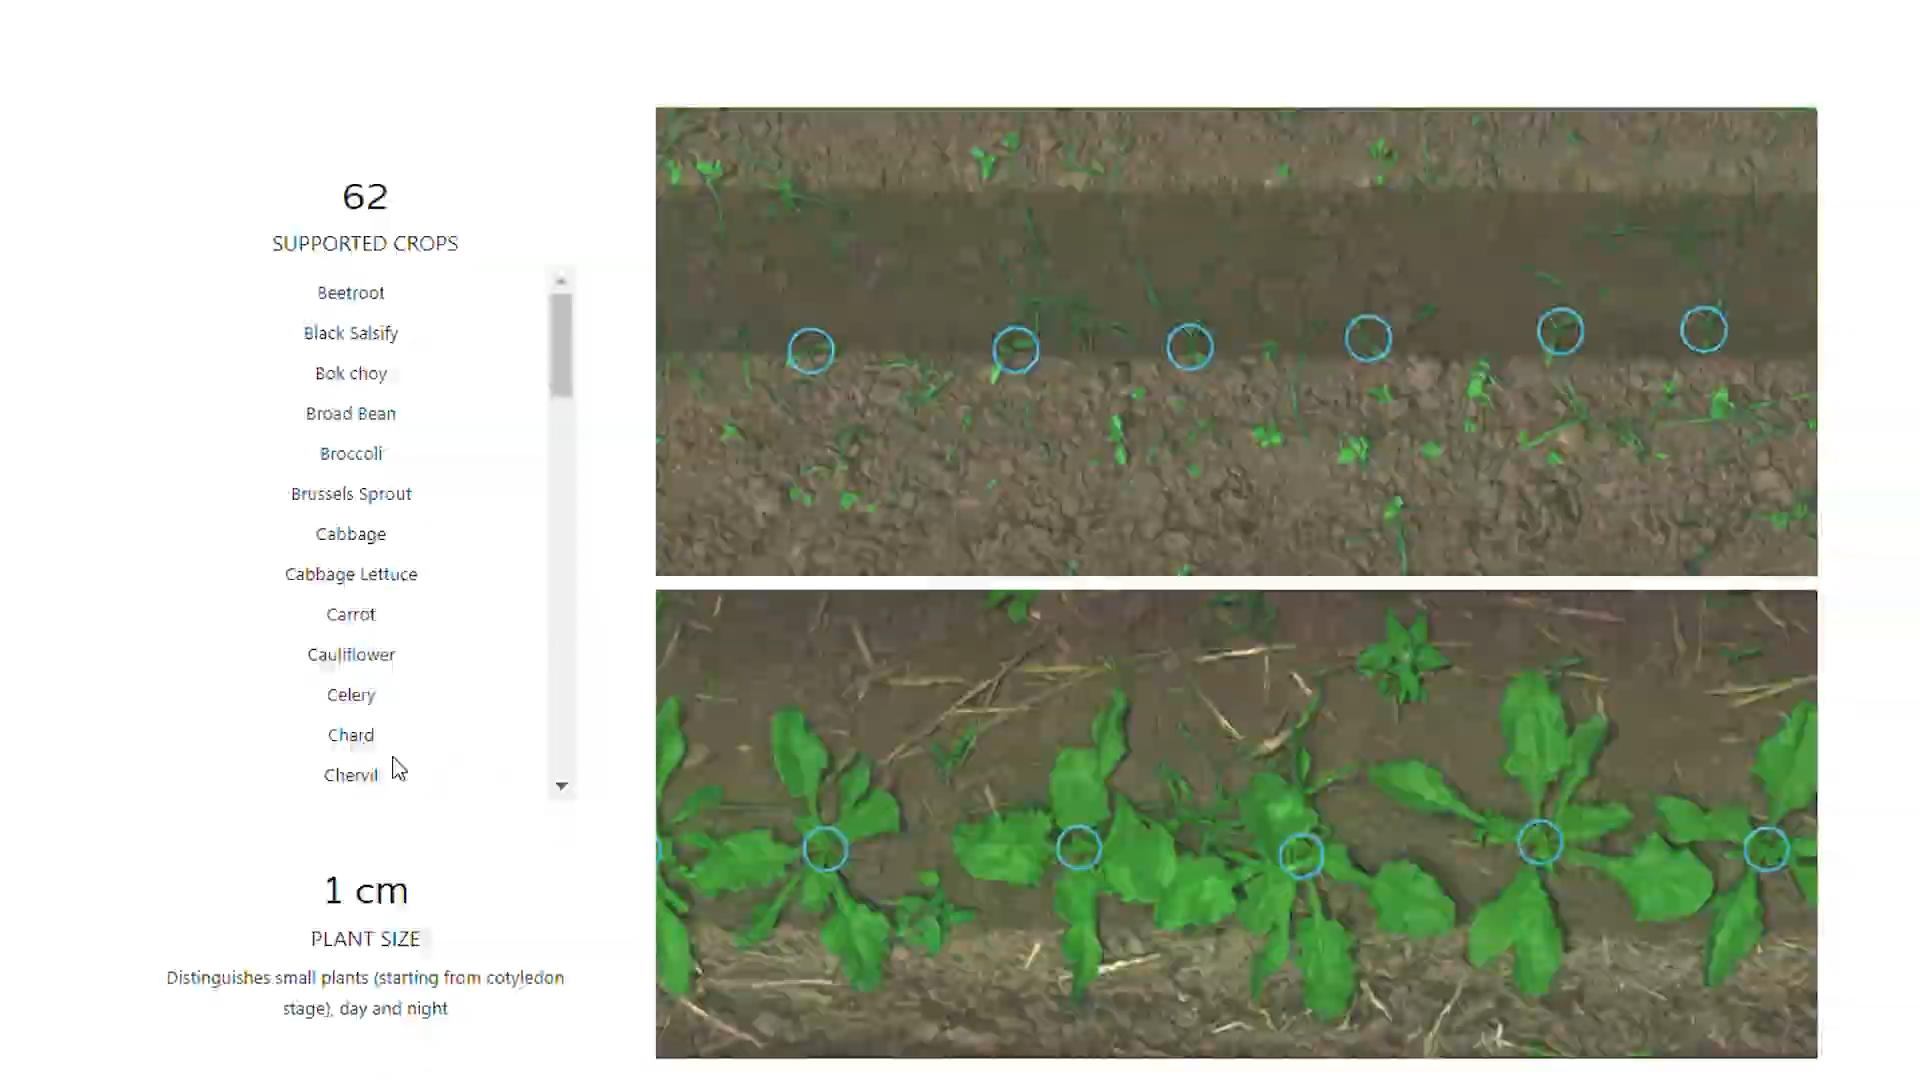 62
SUPPORTED CROPS
Beetroot
Black Salsify
Bok choy
Broad Bean
Broccoli
Brussels Sprout
Cabbage
Cabbage Lettuce
Carrot
Cauliflower
Celery
Chard
Chervil
1 cm
PLANT SIZE
Distinguishes small plants (starting from cotyledon
stage), day and night